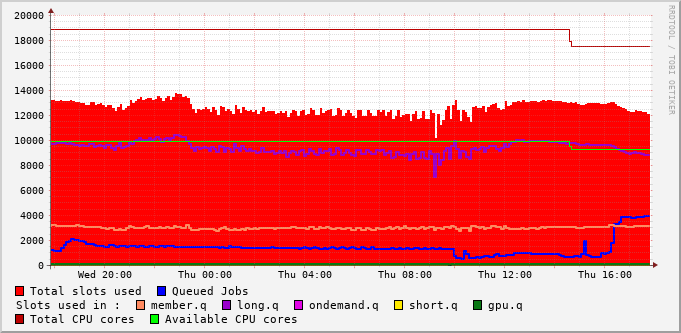 20000
18000
16000
14000
12000
10000
8000
6000
4000
2000
0
Wed 20:00 Thu 00:00 Thu 04:00 Thu 08:00 Thu 12:00 Thu 16:00
RRDTOOL / TOBI OETIKER
Total slots used Queued Jobs
Slots used in : member.q long.q ondemand.q short.q gpu.q
Total CPU cores Available CPU cores